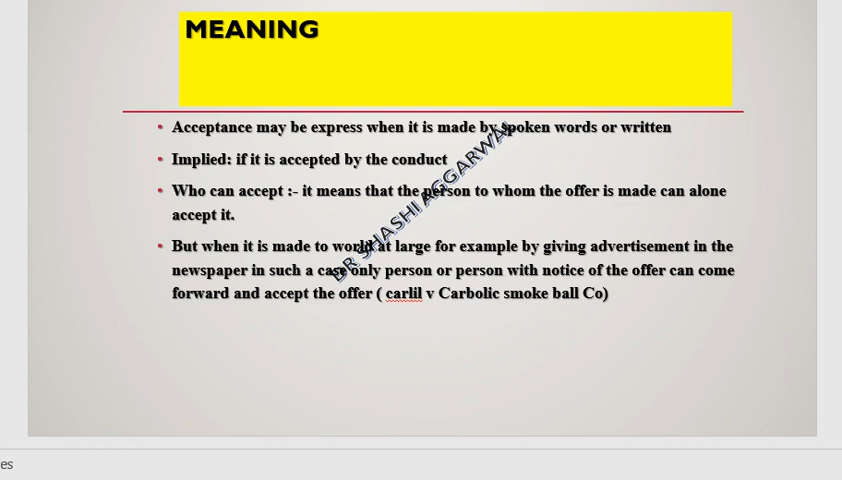 MEANING
• Acceptance may be express when it is made by spoken words or written
• Implied: if it is accepted by the conduct
• Who can accept :- it means that the person to whom the offer is made can alone
accept it.
• But when it is made to world at large for example by giving advertisement in the
newspaper in such a case only person or person with notice of the offer can come
forward and accept the offer ( carlil v Carbolic smoke ball Co)
DR SHASHI AGGARWAL
es